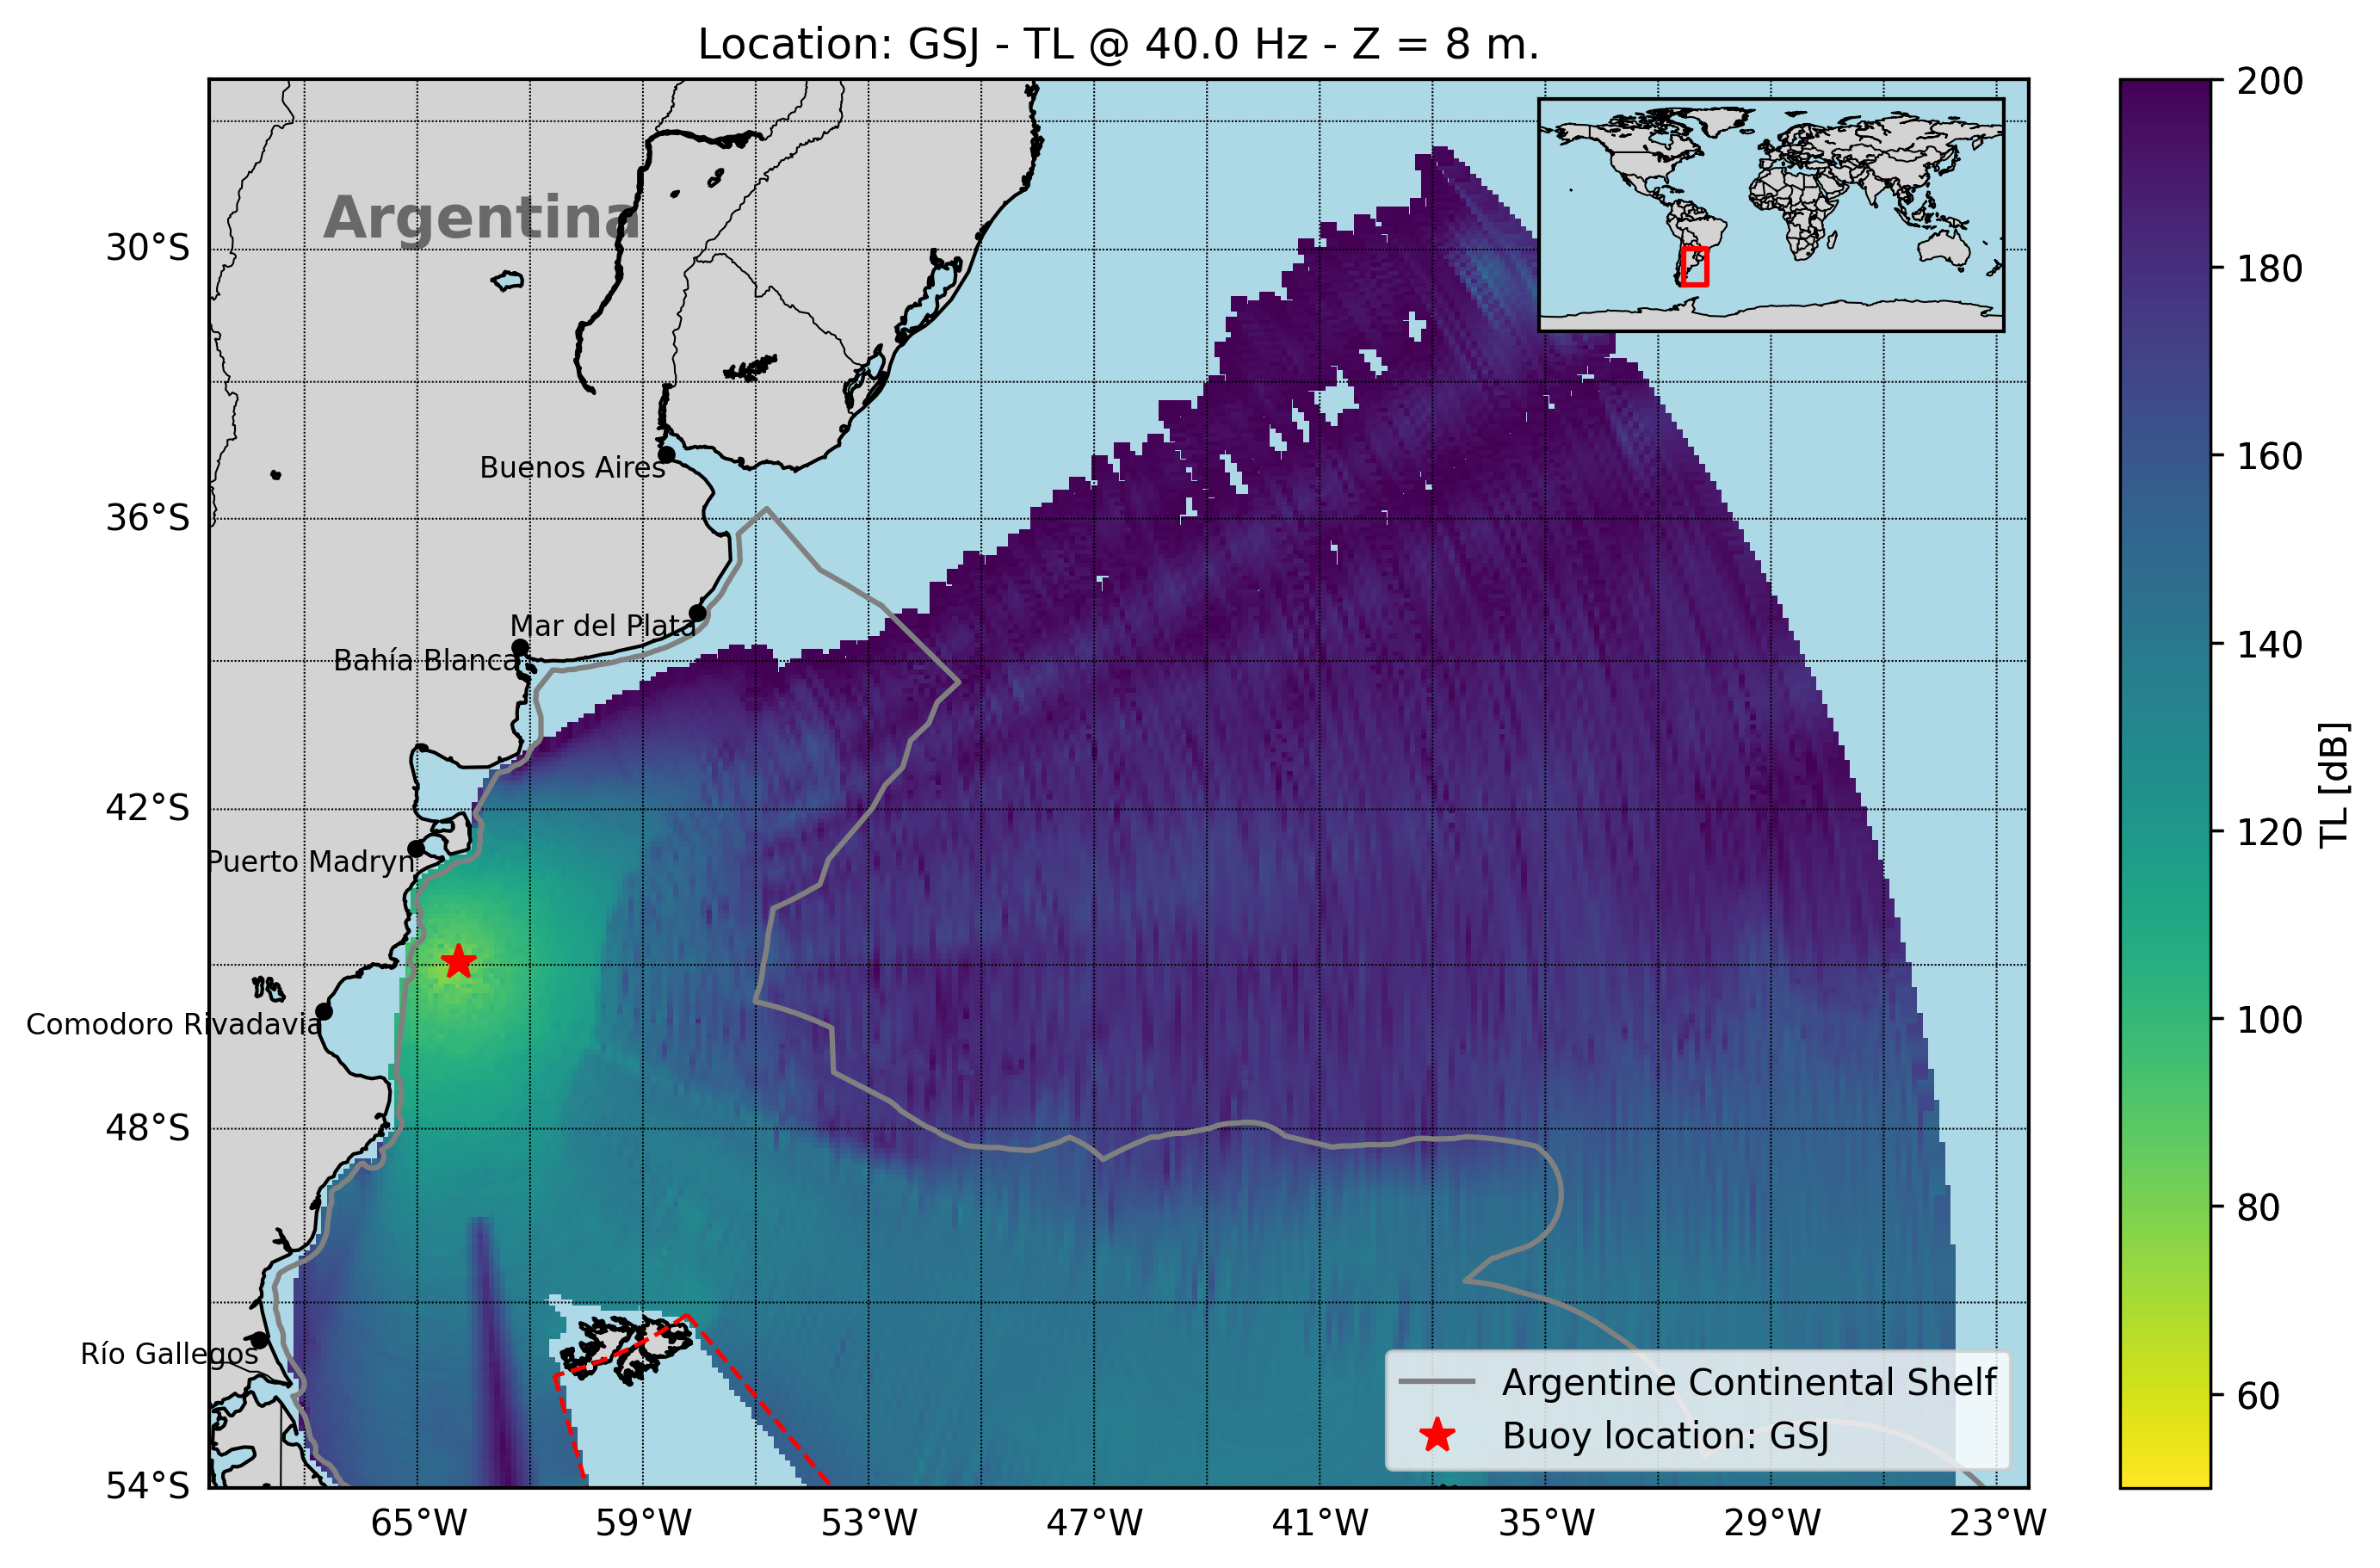 Location: GSJ - TL @ 40.0 Hz - Z = 8 m.
Argentina
30°S
36°S
42°S
48°S
54°S
Buenos Aires
Mar del Plata
Bahía Blanca
Puerto Madryn
Comodoro Rivadavia
Río Gallegos
65°W
59°W
53°W
47°W
41°W
35°W
29°W
23°W
Argentine Continental Shelf
Buoy location: GSJ
200
180
160
140
120
100
80
60
TL [dB]